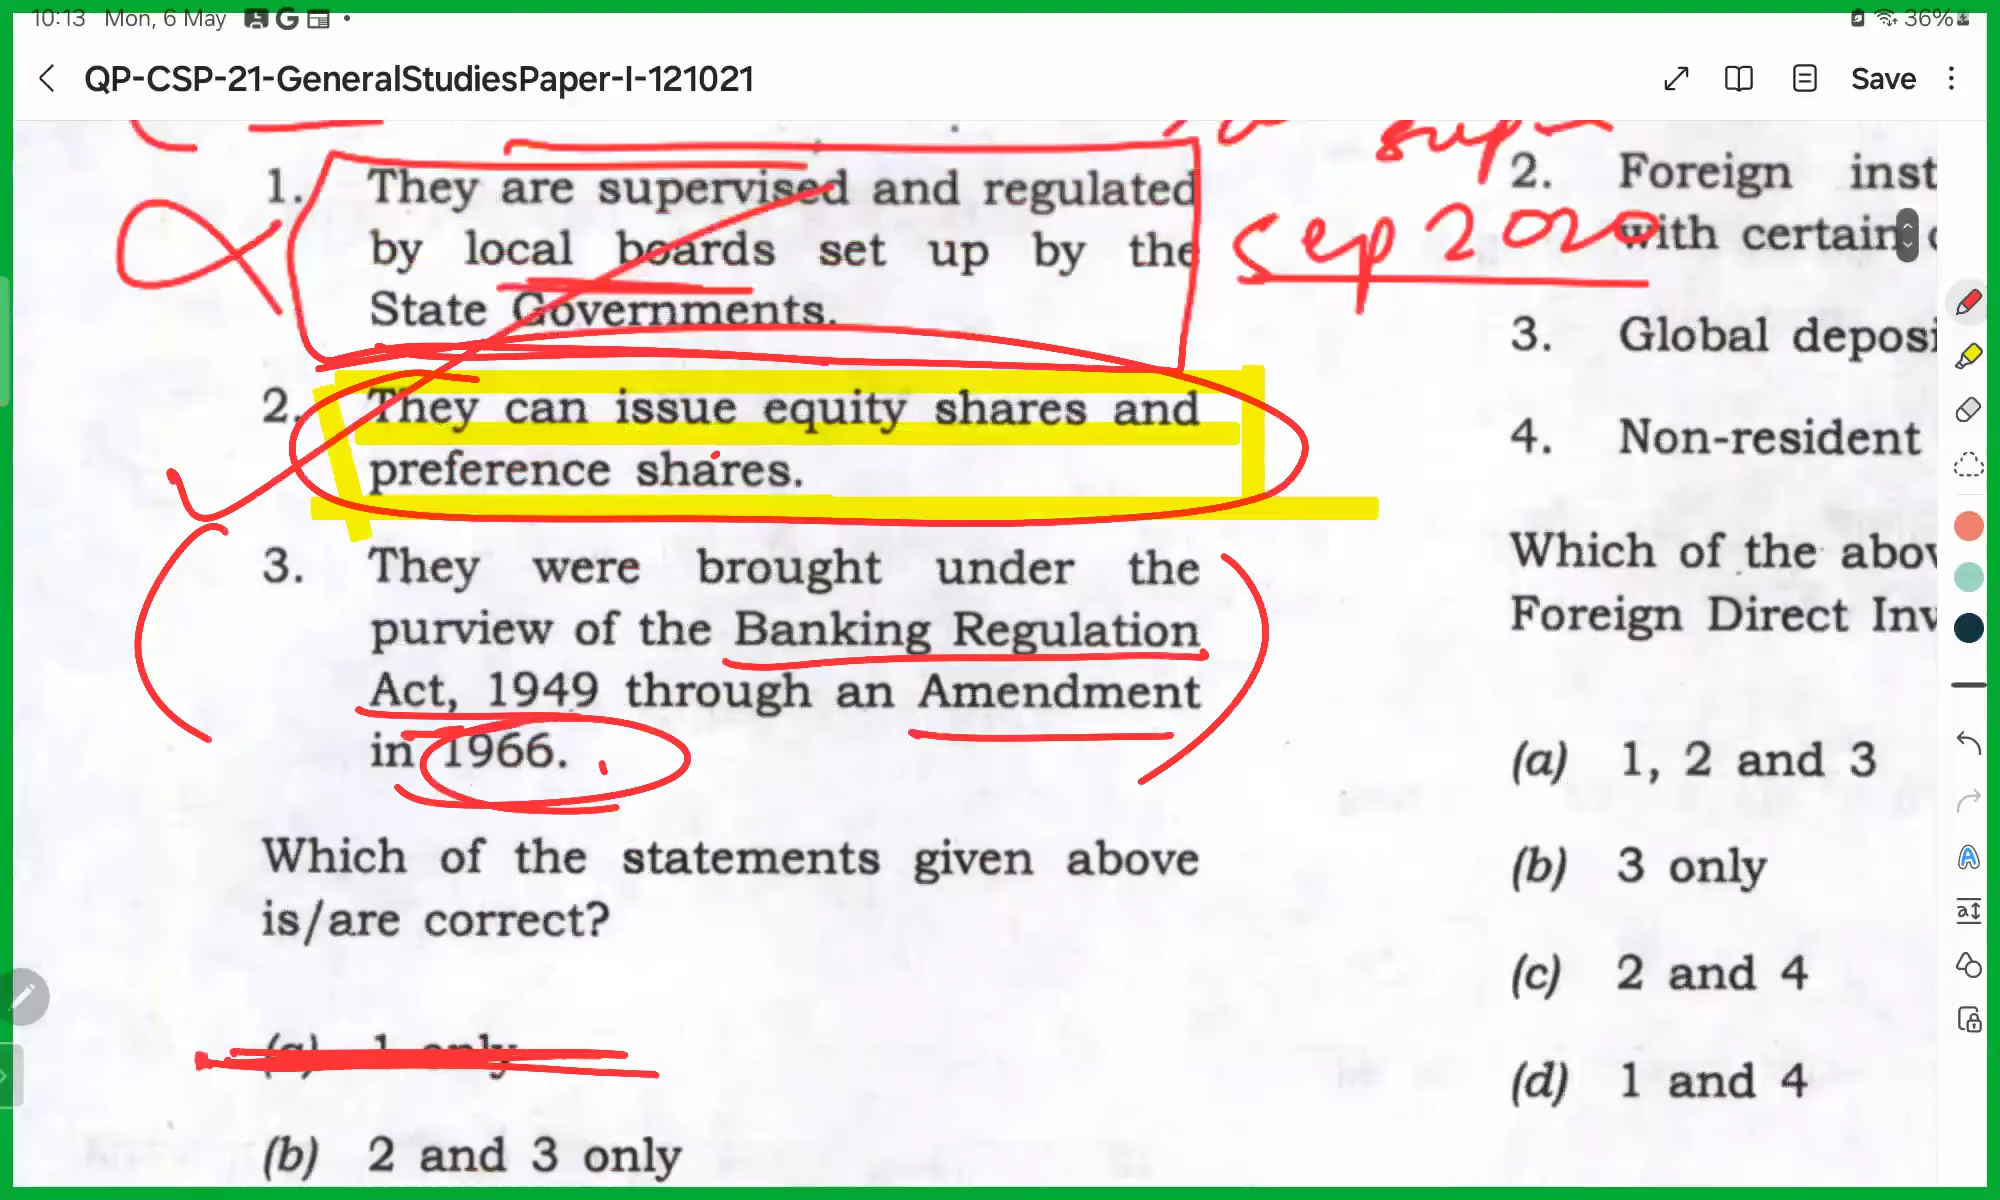 10:13 Mon, 6 May
36%
QP-CSP-21-GeneralStudiesPaper-I-121021
Save
1. They are supervised and regulated
by local boards set up by the
State Governments.
2. They can issue equity shares and
preference shares.
3. They were brought under the
purview of the Banking Regulation
Act, 1949 through an Amendment
in 1966.
Which of the statements given above
is/are correct?
(a) 1 only
(b) 2 and 3 only
sep 2020
2. Foreign inst
with certain
3. Global deposi
4. Non-resident
Which of the abov
Foreign Direct Inv
(a) 1, 2 and 3
(b) 3 only
(c) 2 and 4
(d) 1 and 4